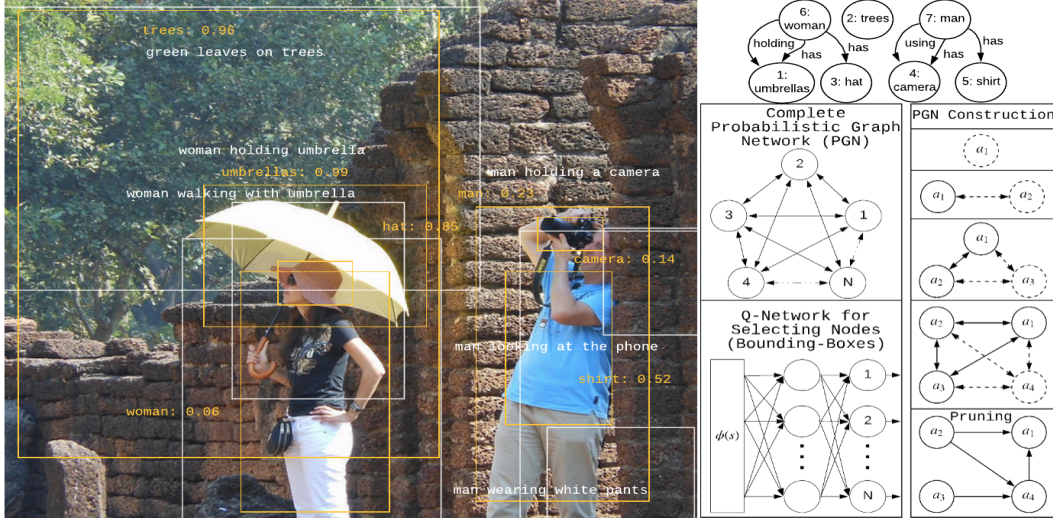 trees: 0.96
green leaves on trees
woman holding umbrella
umbrellas: 0.99
woman walking with umbrella
hat: 0.85
man holding a camera
man: 0.23
camera: 0.14
man looking at the phone
shirt: 0.52
woman: 0.06
man wearing white pants
6:
woman
2: trees
7: man
holding
has
has
using
has
has
1:
umbrellas
3: hat
4:
camera
5: shirt
Complete
Probabilistic Graph
Network (PGN)
2
3
1
4
N
Q-Network for
Selecting Nodes
(Bounding-Boxes)
ϕ(s)
1
2
N
PGN Construction
a₁
a₁
a₂
a₁
a₂
a₃
a₂
a₁
a₃
a₄
Pruning
a₂
a₁
a₃
a₄